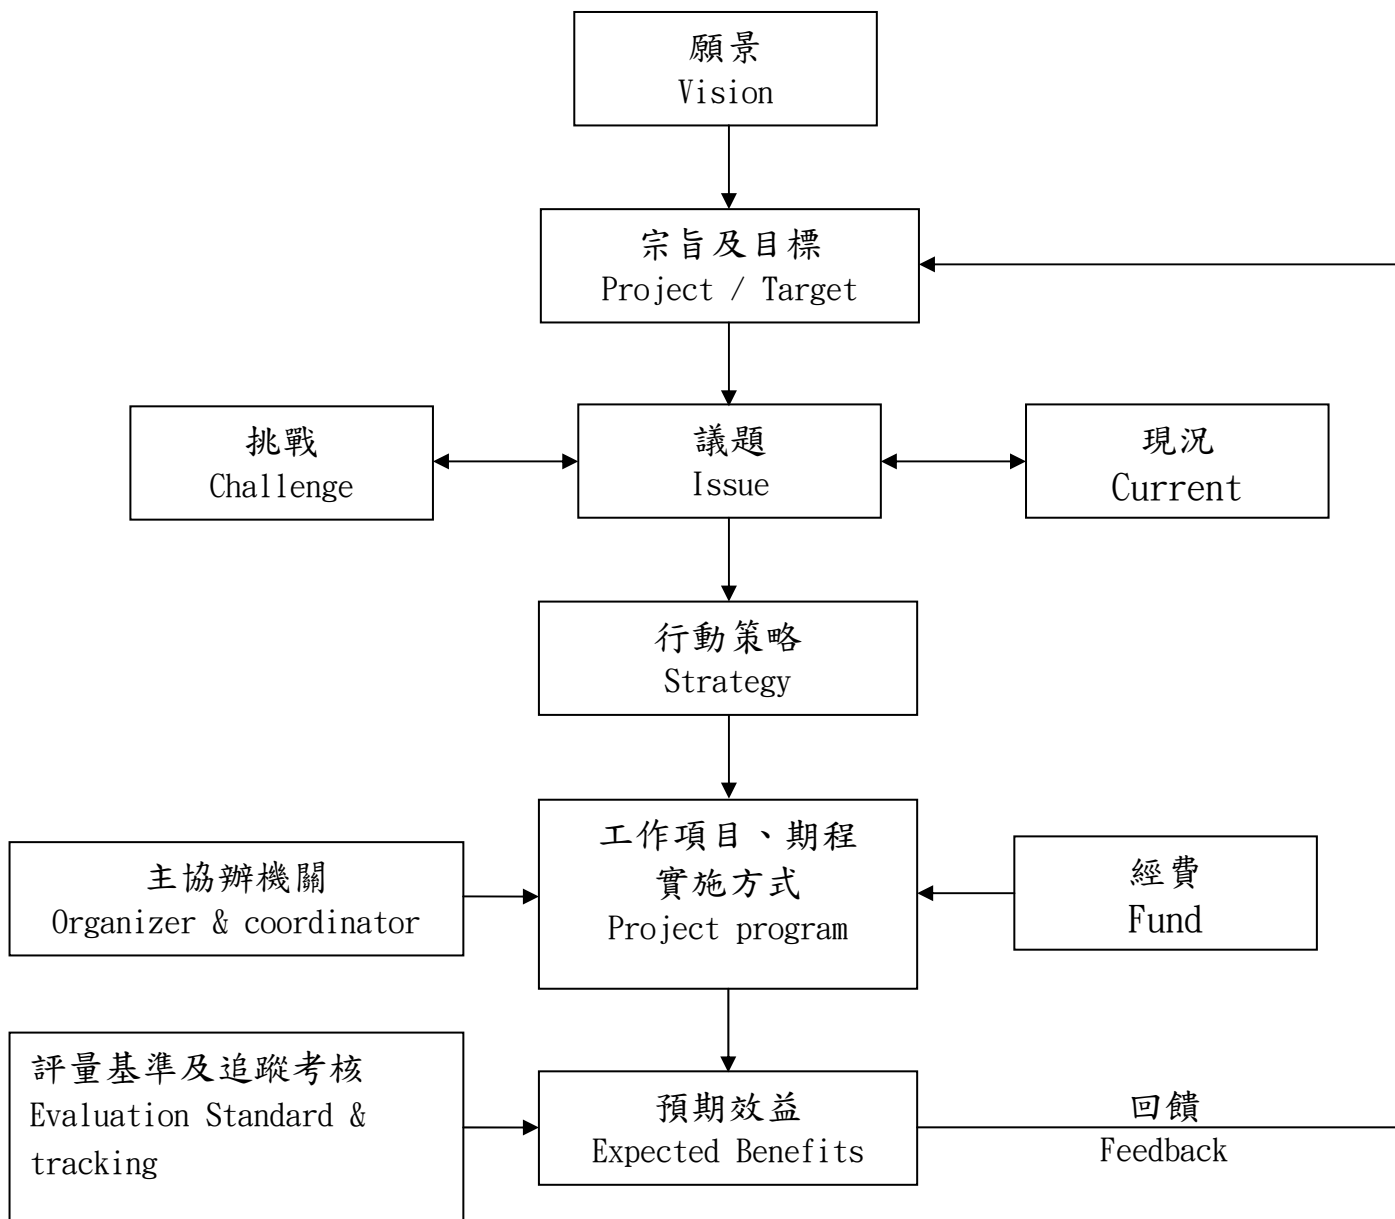 願景
Vision
宗旨及目標
Project / Target
挑戰
Challenge
議題
Issue
現況
Current
行動策略
Strategy
主協辦機關
Organizer & coordinator
工作項目、期程
實施方式
Project program
經費
Fund
評量基準及追蹤考核
Evaluation Standard &
tracking
預期效益
Expected Benefits
回饋
Feedback